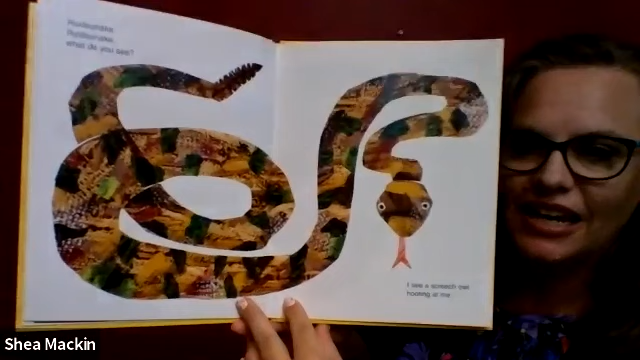 Rattlesnake,
Rattlesnake,
what do you see?
I see a screech owl
hooting at me.
Shea Mackin